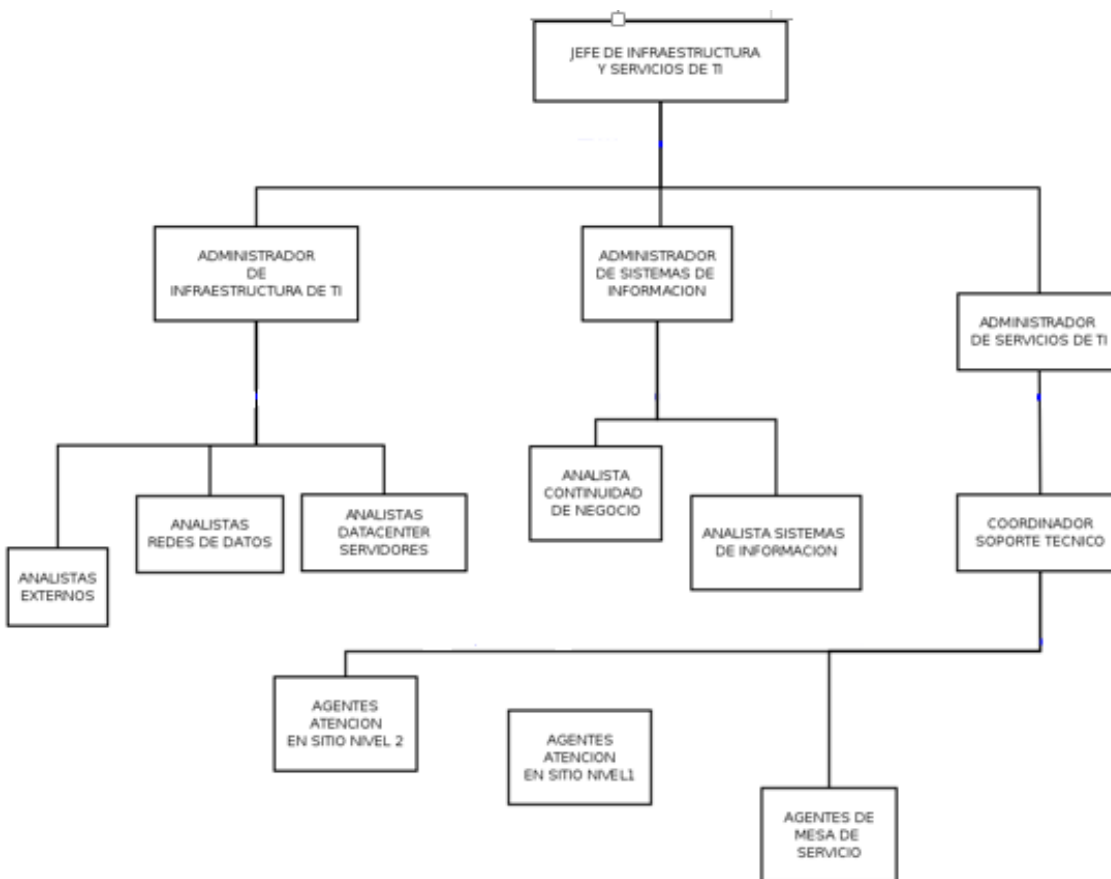 JEFE DE INFRAESTRUCTURA
Y SERVICIOS DE TI
ADMINISTRADOR
DE
INFRAESTRUCTURA DE TI
ADMINISTRADOR
DE SISTEMAS DE
INFORMACION
ADMINISTRADOR
DE SERVICIOS DE TI
ANALISTAS
EXTERNOS
ANALISTAS
REDES DE DATOS
ANALISTAS
DATACENTER
SERVIDORES
ANALISTA
CONTINUIDAD
DE NEGOCIO
ANALISTA SISTEMAS
DE INFORMACION
COORDINADOR
SOPORTE TECNICO
AGENTES
ATENCION
EN SITIO NIVEL 2
AGENTES
ATENCION
EN SITIO NIVEL1
AGENTES DE
MESA DE
SERVICIO